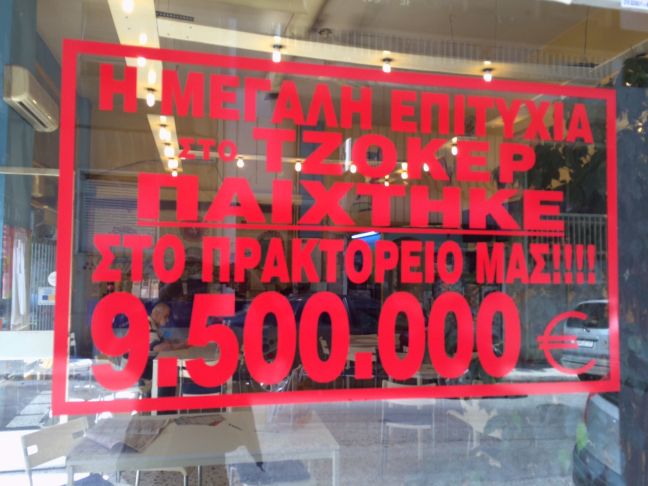 Η ΜΕΓΑΛΗ ΕΠΙΤΥΧΙΑ
ΣΤΟ ΤΖΟΚΕΡ
ΠΑΙΧΤΗΚΕ
ΣΤΟ ΠΡΑΚΤΟΡΕΙΟ ΜΑΣ!!!!
9.500.000 €